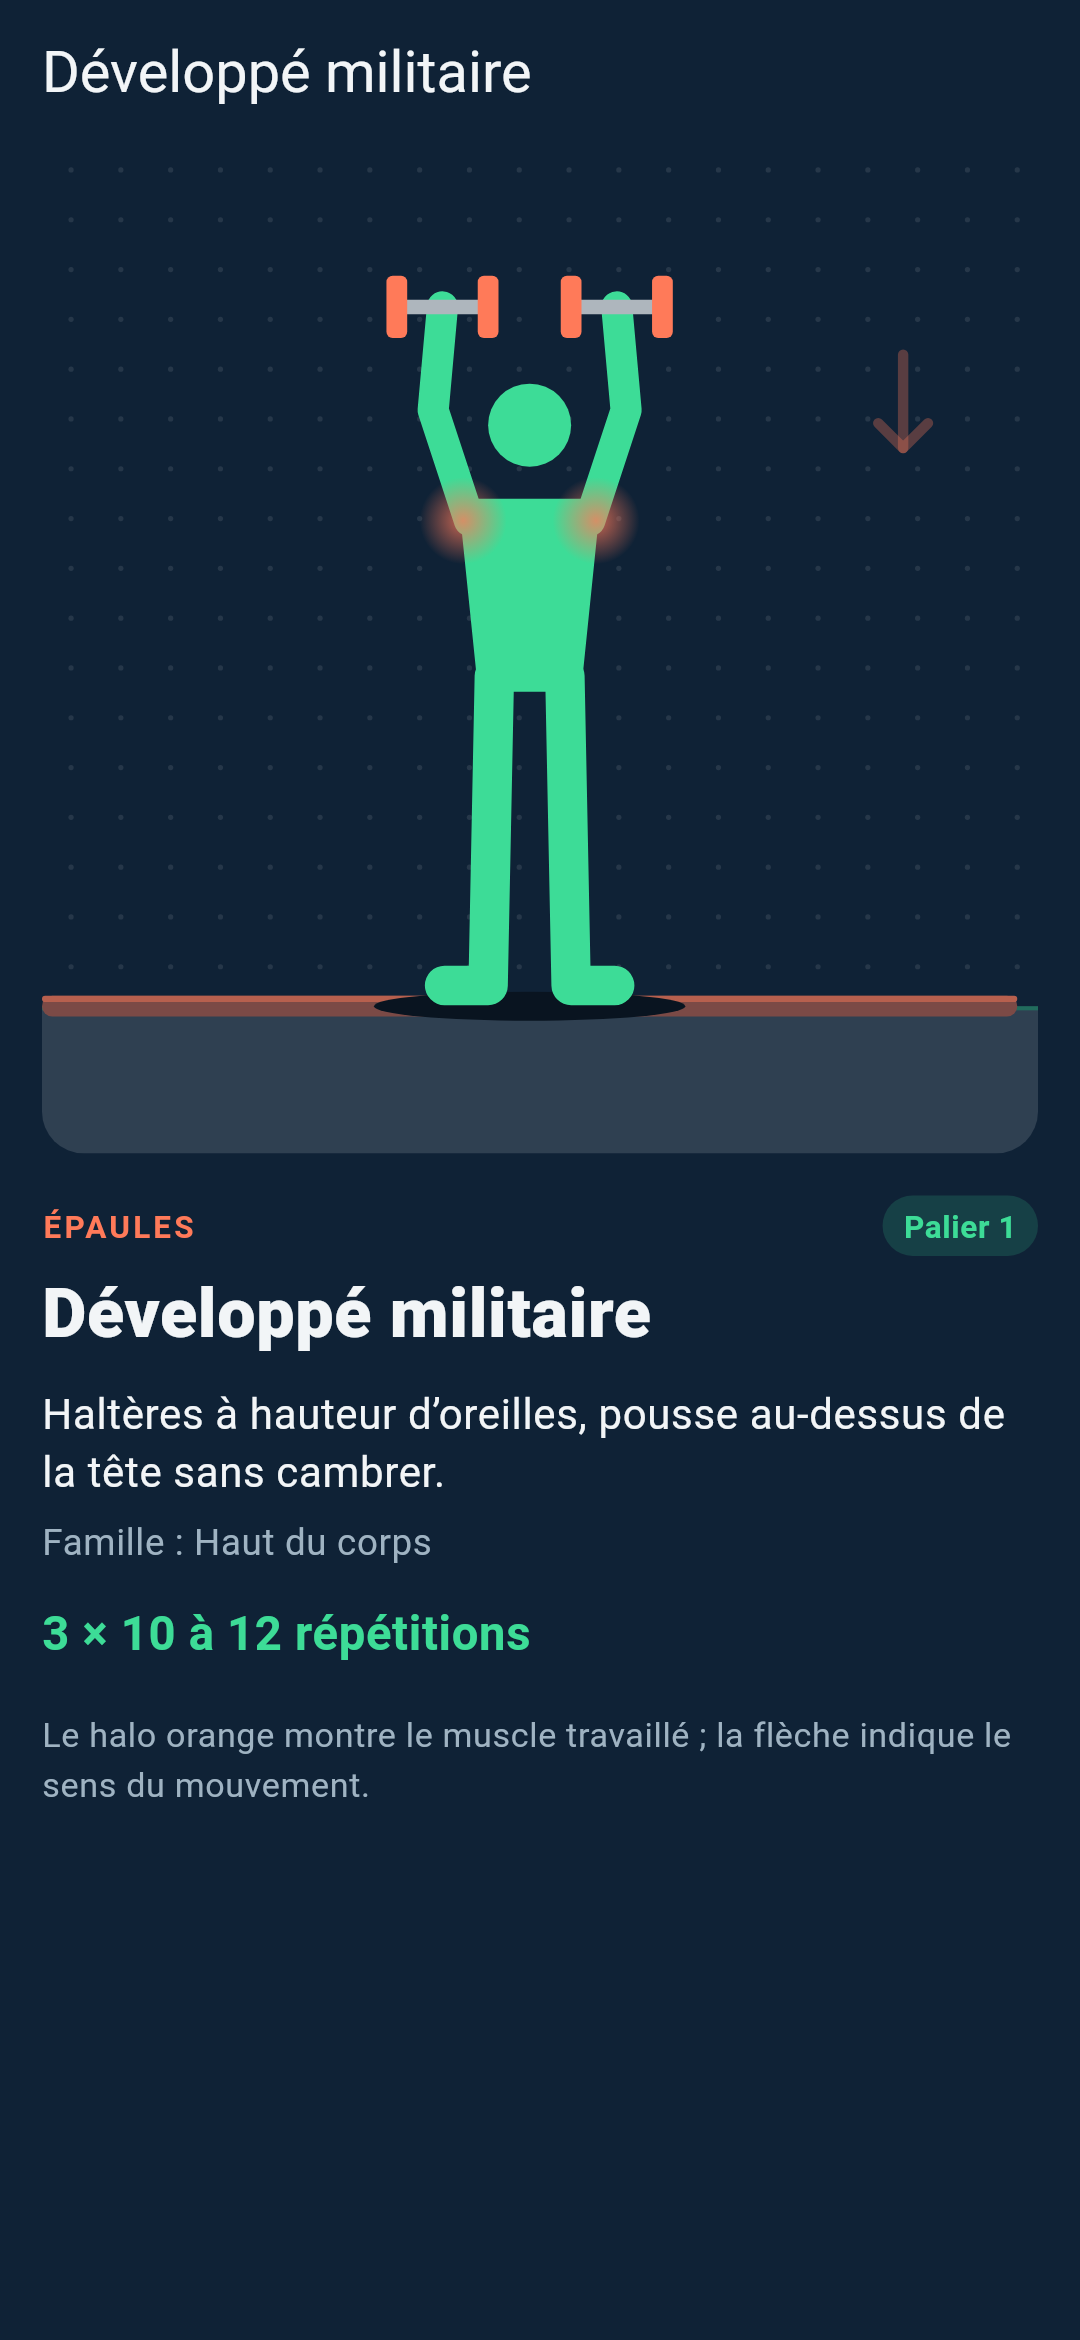 Développé militaire
ÉPAULES
Palier 1
Développé militaire
Haltères à hauteur d’oreilles, pousse au-dessus de
la tête sans cambrer.
Famille : Haut du corps
3 × 10 à 12 répétitions
Le halo orange montre le muscle travaillé ; la flèche indique le
sens du mouvement.